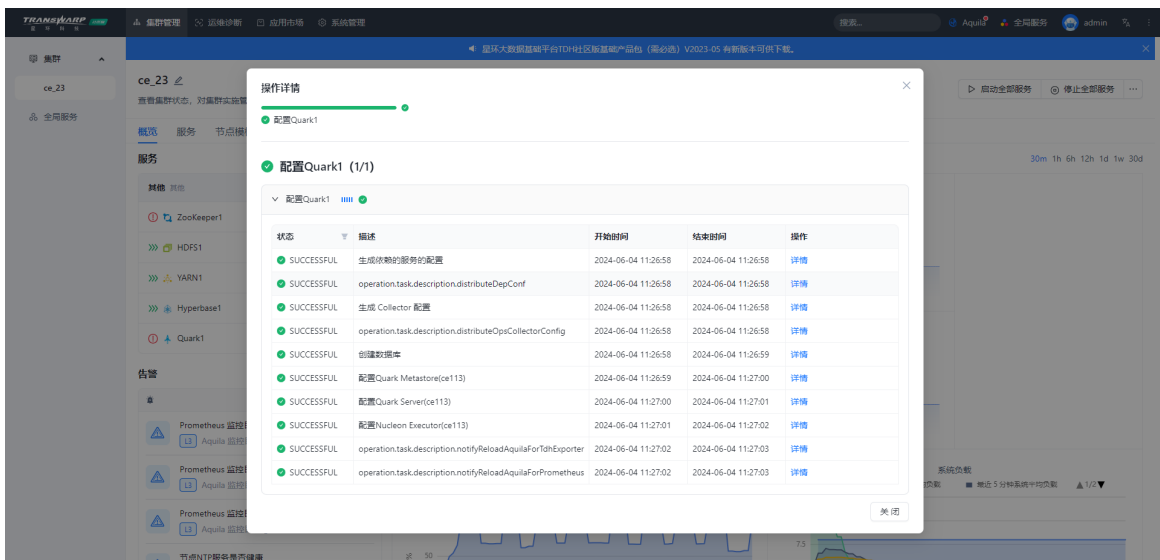 TRANSWARP
星 环 科 技
集群管理 运维诊断 应用市场 系统管理 搜索... Aquila 全局服务 admin
星环大数据基础平台TDH社区版基础产品包（需必选）V2023-05 有新版本可供下载。
集群
ce_23
全局服务
ce_23
查看集群状态，对集群实施管
启动全部服务 停止全部服务 ...
概览 服务 节点模
服务
30m 1h 6h 12h 1d 1w 30d
其他 其他
ZooKeeper1
HDFS1
YARN1
Hyperbase1
Quark1
告警
Prometheus 监控
L3 Aquila 监控
Prometheus 监控
L3 Aquila 监控
Prometheus 监控
L3 Aquila 监控
节点NTP服务是否健康
操作详情
配置Quark1
配置Quark1（1/1）
配置Quark1
状态 描述 开始时间 结束时间 操作
SUCCESSFUL 生成依赖的服务的配置 2024-06-04 11:26:58 2024-06-04 11:26:58 详情
SUCCESSFUL operation.task.description.distributeDepConf 2024-06-04 11:26:58 2024-06-04 11:26:58 详情
SUCCESSFUL 生成 Collector 配置 2024-06-04 11:26:58 2024-06-04 11:26:58 详情
SUCCESSFUL operation.task.description.distributeOpsCollectorConfig 2024-06-04 11:26:58 2024-06-04 11:26:58 详情
SUCCESSFUL 创建数据库 2024-06-04 11:26:58 2024-06-04 11:26:59 详情
SUCCESSFUL 配置Quark Metastore(ce113) 2024-06-04 11:26:59 2024-06-04 11:27:00 详情
SUCCESSFUL 配置Quark Server(ce113) 2024-06-04 11:27:00 2024-06-04 11:27:01 详情
SUCCESSFUL 配置Nucleon Executor(ce113) 2024-06-04 11:27:01 2024-06-04 11:27:02 详情
SUCCESSFUL operation.task.description.notifyReloadAquilaForTdhExporter 2024-06-04 11:27:02 2024-06-04 11:27:03 详情
SUCCESSFUL operation.task.description.notifyReloadAquilaForPrometheus 2024-06-04 11:27:02 2024-06-04 11:27:03 详情
关 闭
系统负载
最近 5 分钟系统平均负载 1/2
50
7.5